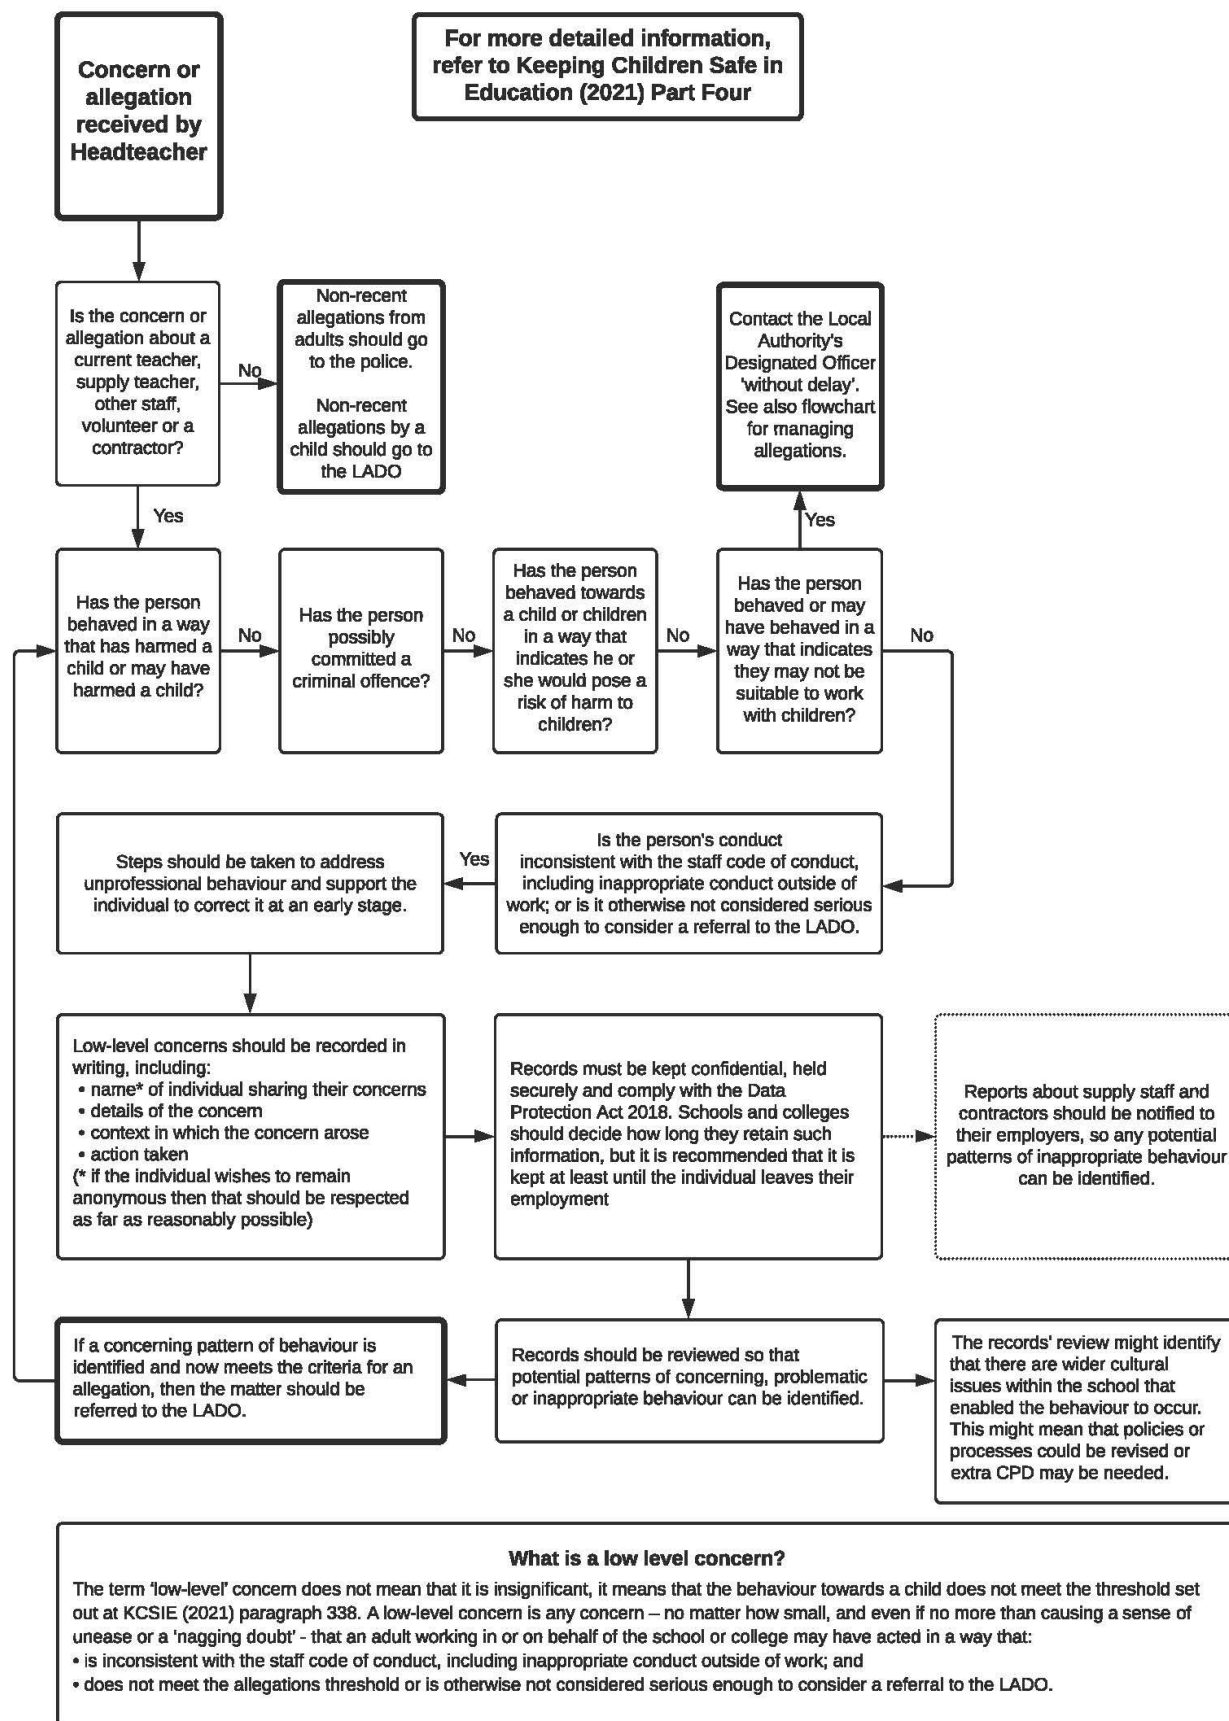 Concern or
allegation
received by
Headteacher
For more detailed information,
refer to Keeping Children Safe in
Education (2021) Part Four
Is the concern or
allegation about a
current teacher,
supply teacher,
other staff,
volunteer or a
contractor?
No
Non-recent
allegations from
adults should go
to the police.
Non-recent
allegations by a
child should go to
the LADO
Contact the Local
Authority's
Designated Officer
'without delay'.
See also flowchart
for managing
allegations.
Yes
Yes
Has the person
behaved in a way
that has harmed a
child or may have
harmed a child?
No
Has the person
possibly
committed a
criminal offence?
No
Has the person
behaved towards
a child or children
in a way that
indicates he or
she would pose a
risk of harm to
children?
No
Has the person
behaved or may
have behaved in a
way that indicates
they may not be
suitable to work
with children?
No
Steps should be taken to address
unprofessional behaviour and support the
individual to correct it at an early stage.
Yes
Is the person's conduct
inconsistent with the staff code of conduct,
including inappropriate conduct outside of
work; or is it otherwise not considered serious
enough to consider a referral to the LADO.
Low-level concerns should be recorded in
writing, including:
• name* of individual sharing their concerns
• details of the concern
• context in which the concern arose
• action taken
(* if the individual wishes to remain
anonymous then that should be respected
as far as reasonably possible)
Records must be kept confidential, held
securely and comply with the Data
Protection Act 2018. Schools and colleges
should decide how long they retain such
information, but it is recommended that it is
kept at least until the individual leaves their
employment
Reports about supply staff and
contractors should be notified to
their employers, so any potential
patterns of inappropriate behaviour
can be identified.
If a concerning pattern of behaviour is
identified and now meets the criteria for an
allegation, then the matter should be
referred to the LADO.
Records should be reviewed so that
potential patterns of concerning, problematic
or inappropriate behaviour can be identified.
The records' review might identify
that there are wider cultural
issues within the school that
enabled the behaviour to occur.
This might mean that policies or
processes could be revised or
extra CPD may be needed.
What is a low level concern?
The term 'low-level' concern does not mean that it is insignificant, it means that the behaviour towards a child does not meet the threshold set
out at KCSIE (2021) paragraph 338. A low-level concern is any concern – no matter how small, and even if no more than causing a sense of
unease or a 'nagging doubt' - that an adult working in or on behalf of the school or college may have acted in a way that:
• is inconsistent with the staff code of conduct, including inappropriate conduct outside of work; and
• does not meet the allegations threshold or is otherwise not considered serious enough to consider a referral to the LADO.